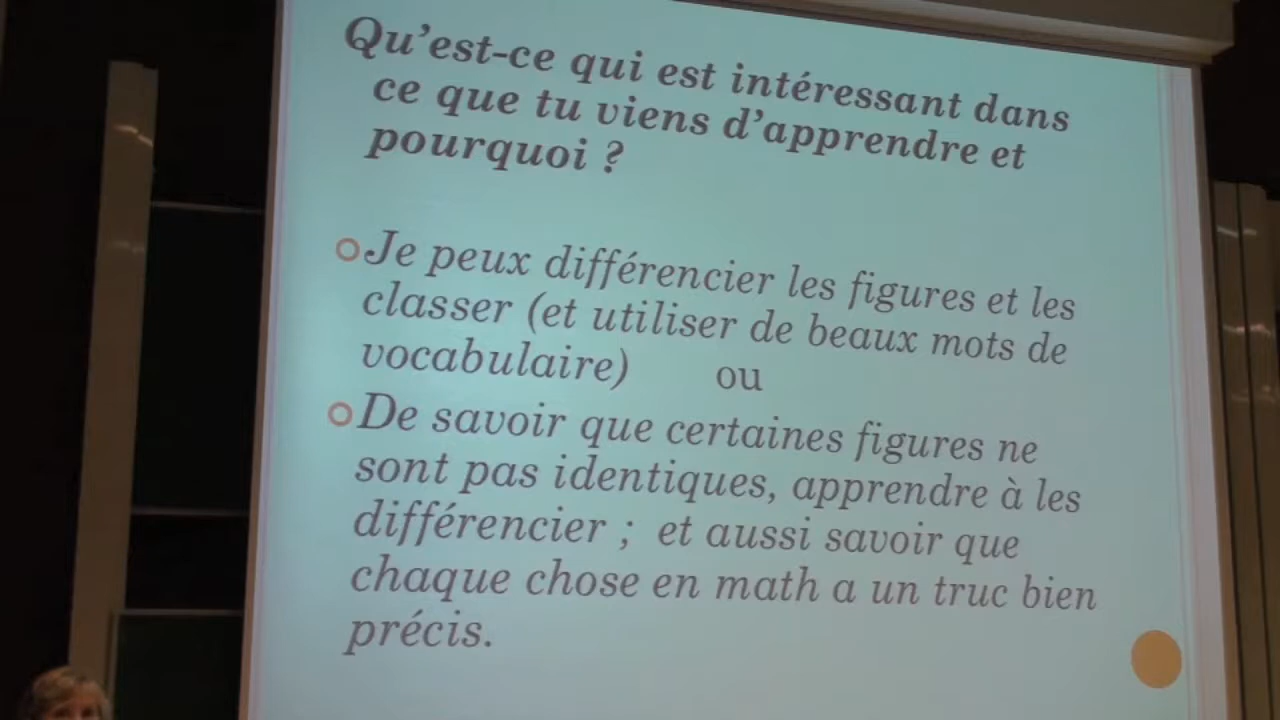 Qu'est-ce qui est intéressant dans
ce que tu viens d'apprendre et
pourquoi ?
Je peux différencier les figures et les
classer (et utiliser de beaux mots de
vocabulaire) ou
De savoir que certaines figures ne
sont pas identiques, apprendre à les
différencier ; et aussi savoir que
chaque chose en math a un truc bien
précis.